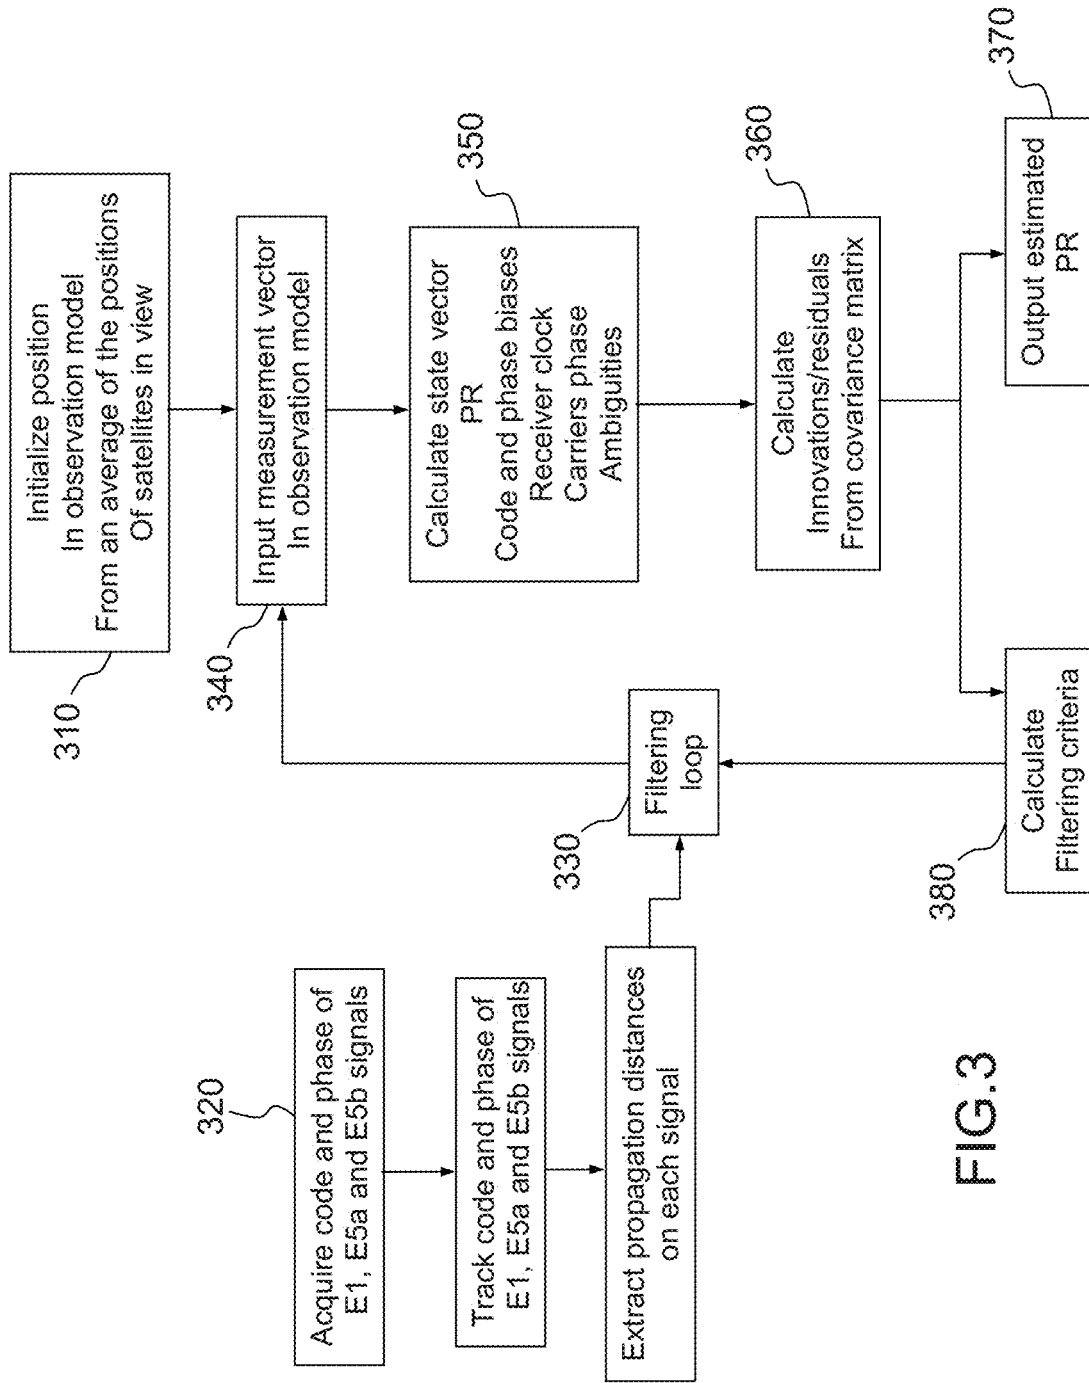 310
Initialize position
In observation model
From an average of the positions
Of satellites in view
340
Input measurement vector
In observation model
350
Calculate state vector
PR
Code and phase biases
Receiver clock
Carriers phase
Ambiguities
360
Calculate
Innovations/residuals
From covariance matrix
370
Output estimated
PR
380
Calculate
Filtering criteria
330
Filtering
loop
320
Acquire code and phase of
E1, E5a and E5b signals
Track code and phase of
E1, E5a and E5b signals
Extract propagation distances
on each signal
FIG.3